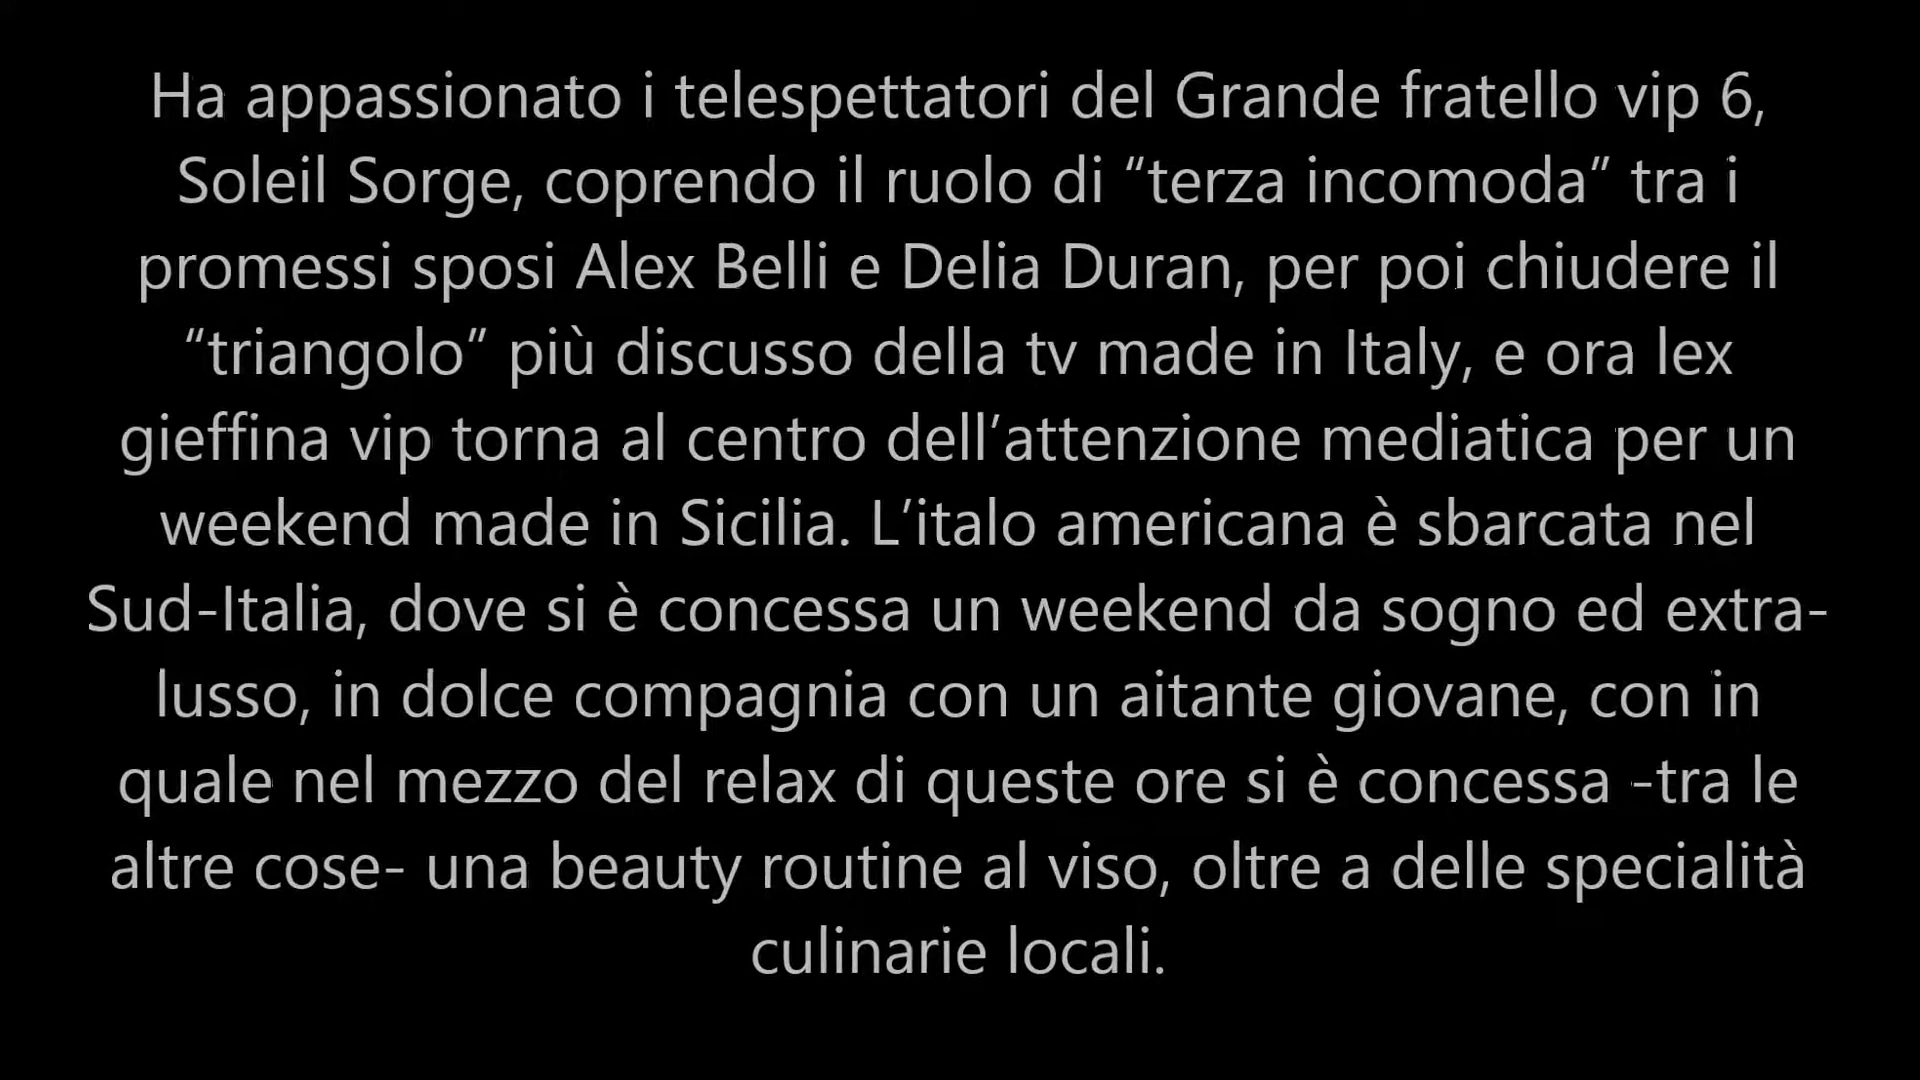 Ha appassionato i telespettatori del Grande fratello vip 6,
Soleil Sorge, coprendo il ruolo di “terza incomoda” tra i
promessi sposi Alex Belli e Delia Duran, per poi chiudere il
“triangolo” più discusso della tv made in Italy, e ora lex
gieffina vip torna al centro dell’attenzione mediatica per un
weekend made in Sicilia. L’italo americana è sbarcata nel
Sud-Italia, dove si è concessa un weekend da sogno ed extra-
lusso, in dolce compagnia con un aitante giovane, con in
quale nel mezzo del relax di queste ore si è concessa -tra le
altre cose- una beauty routine al viso, oltre a delle specialità
culinarie locali.